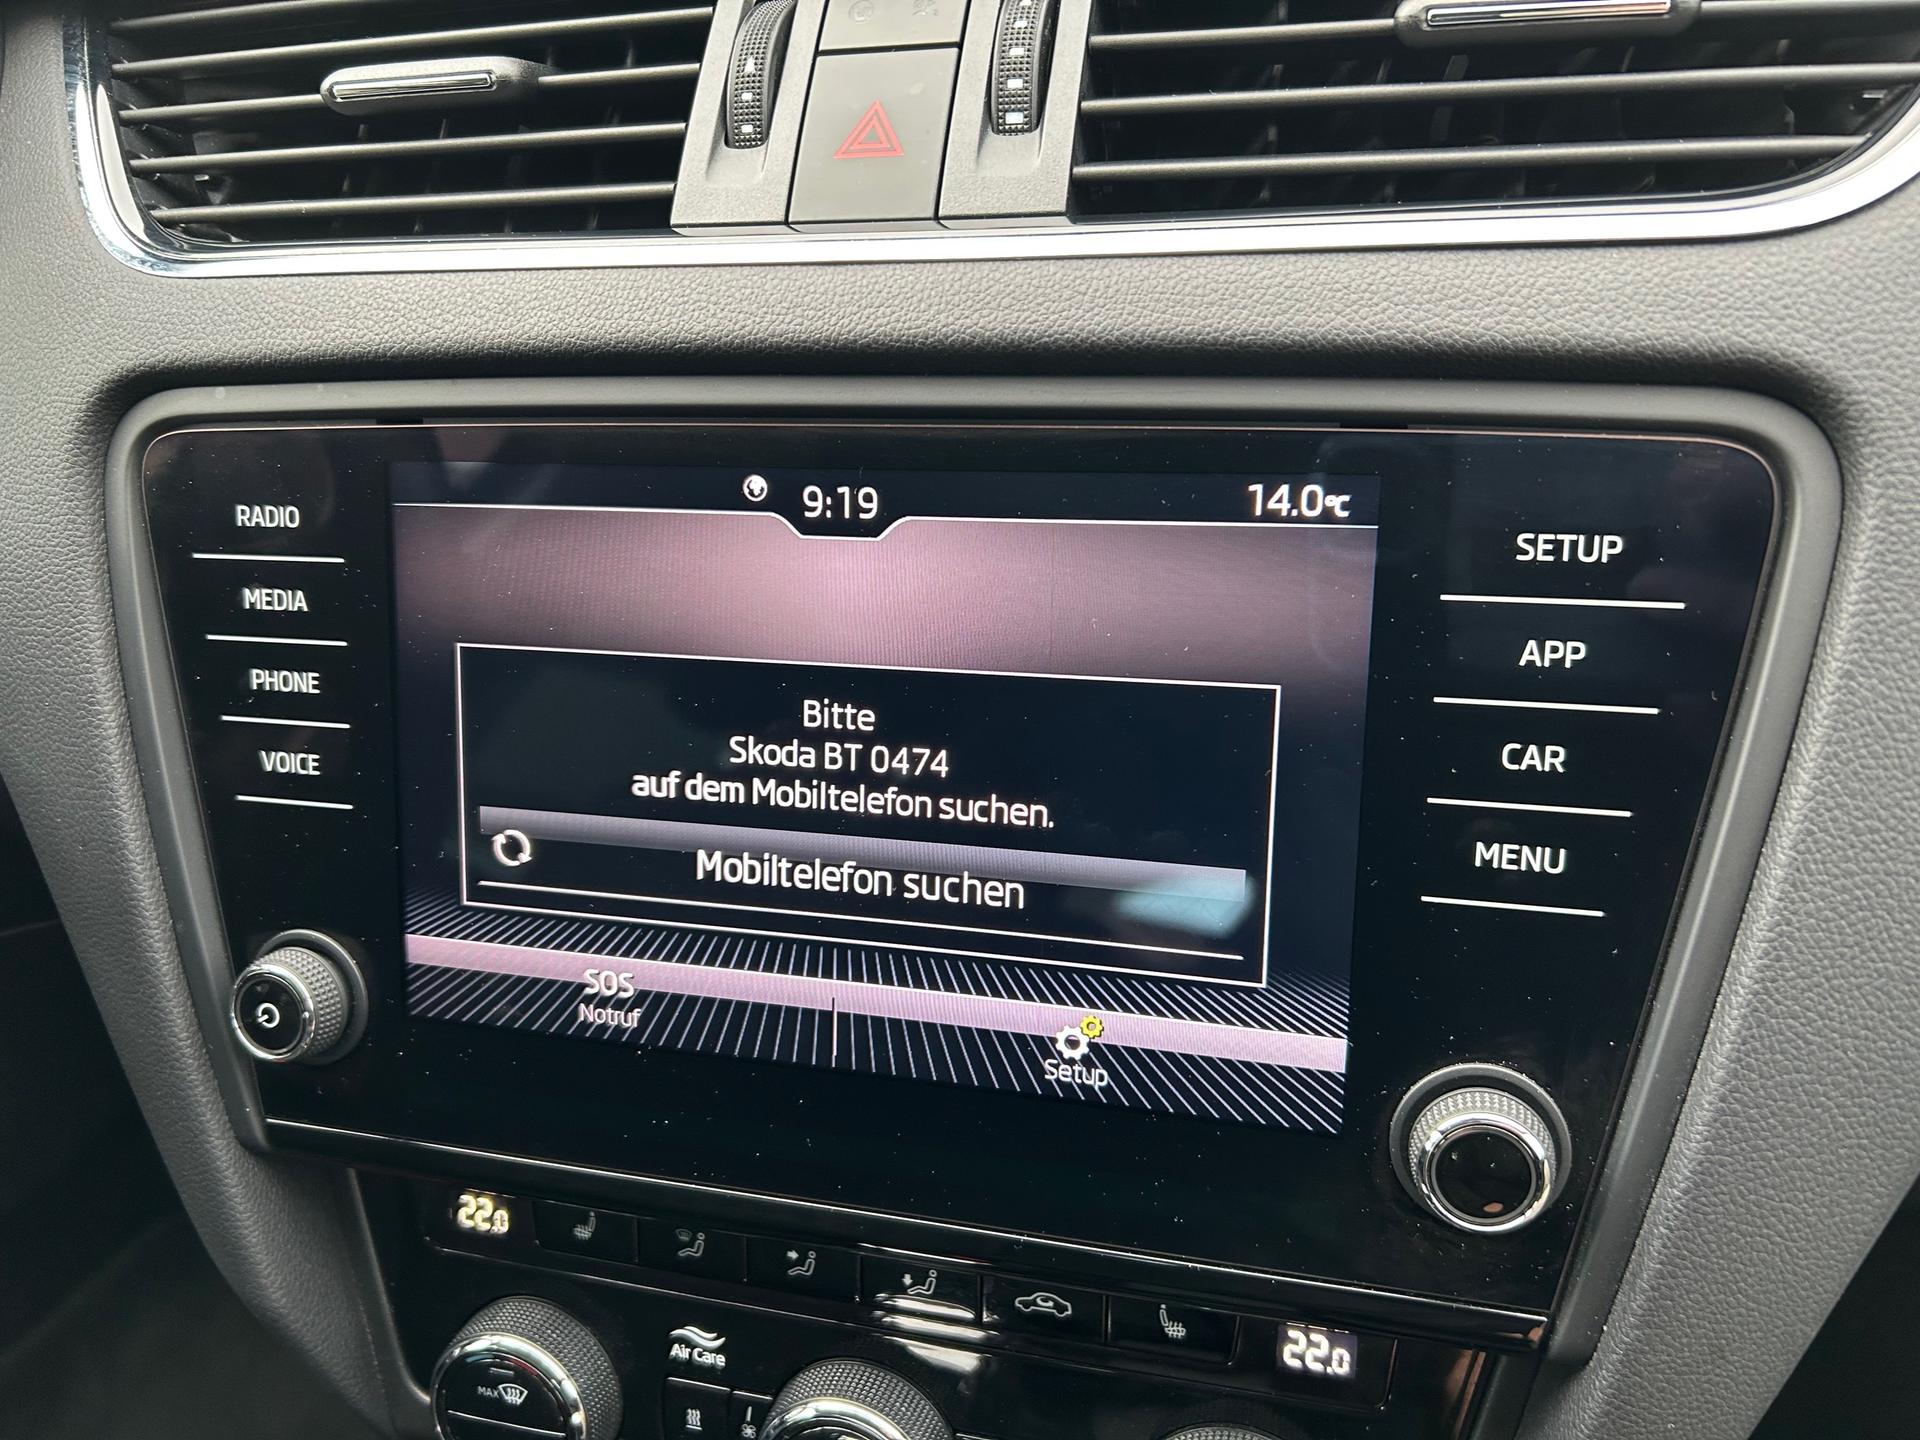 9:19
14.0°C
RADIO
MEDIA
PHONE
VOICE
Bitte
Skoda BT 0474
auf dem Mobiltelefon suchen.
Mobiltelefon suchen
SOS
Notruf
Setup
SETUP
APP
CAR
MENU
22.0
22.0
Air Care
MAX